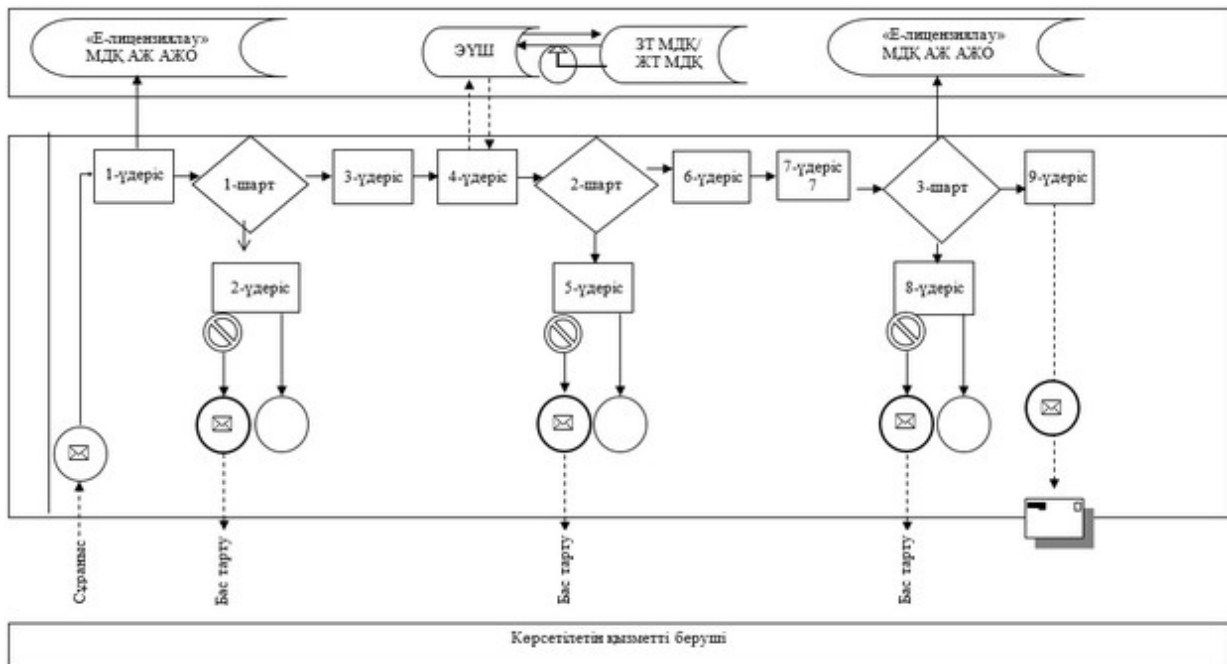 «Е-лицензиялау»
МДҚ АЖ АЖО
ЭҮШ
ЗТ МДҚ/
ЖТ МДҚ
«Е-лицензиялау»
МДҚ АЖ АЖО
1-үдеріс
1-шарт
3-үдеріс
4-үдеріс
2-шарт
6-үдеріс
7-үдеріс
7
3-шарт
9-үдеріс
2-үдеріс
5-үдеріс
8-үдеріс
Сұраныс
Бас тарту
Бас тарту
Бас тарту
Көрсетілетін қызметті беруші